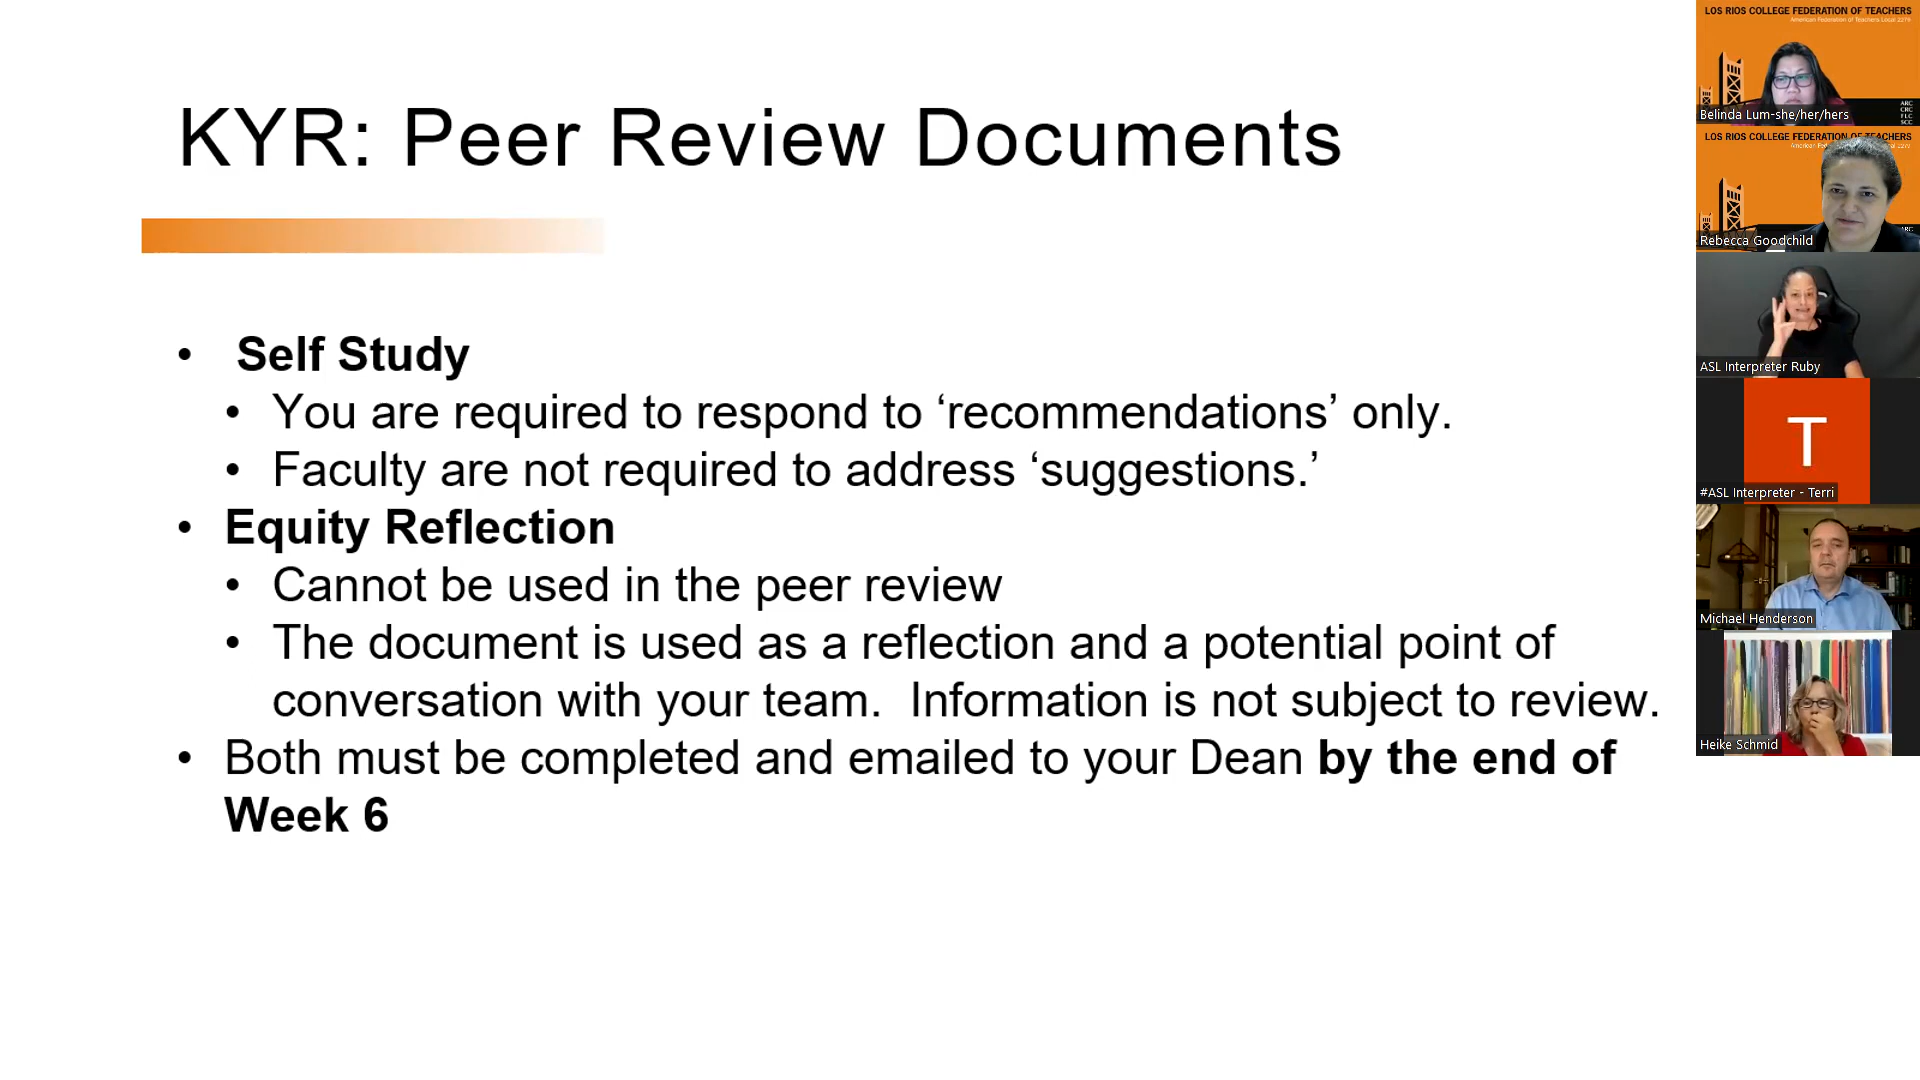 KYR: Peer Review Documents
• Self Study
• You are required to respond to ‘recommendations’ only.
• Faculty are not required to address ‘suggestions.’
• Equity Reflection
• Cannot be used in the peer review
• The document is used as a reflection and a potential point of
conversation with your team.  Information is not subject to review.
• Both must be completed and emailed to your Dean by the end of
Week 6
LOS RIOS COLLEGE FEDERATION OF TEACHERS
American Federation of Teachers Local 2279
ARC
CRC
FLC
SCC
Belinda Lum-she/her/hers
LOS RIOS COLLEGE FEDERATION OF TEACHERS
ARC
Rebecca Goodchild
ASL Interpreter Ruby
T
#ASL Interpreter - Terri
Michael Henderson
Heike Schmid